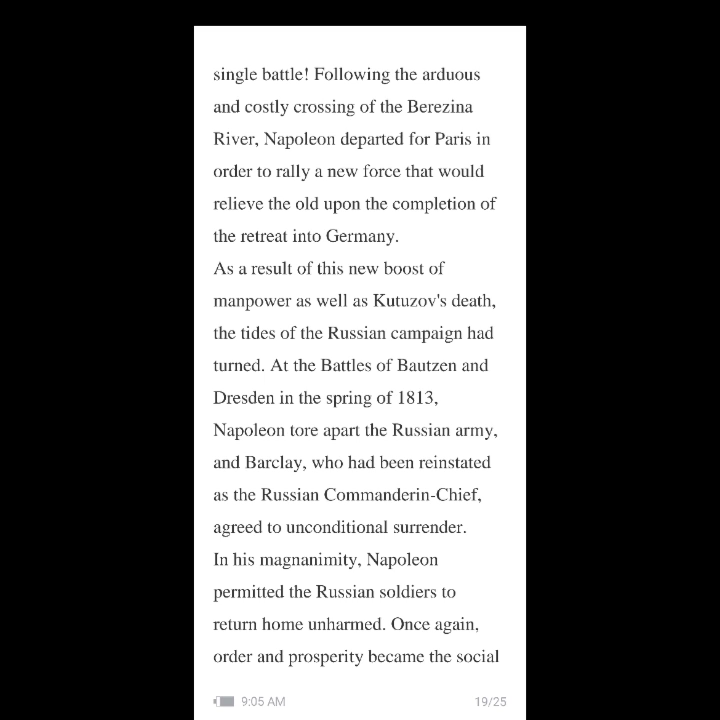 single battle! Following the arduous
and costly crossing of the Berezina
River, Napoleon departed for Paris in
order to rally a new force that would
relieve the old upon the completion of
the retreat into Germany.
As a result of this new boost of
manpower as well as Kutuzov's death,
the tides of the Russian campaign had
turned. At the Battles of Bautzen and
Dresden in the spring of 1813,
Napoleon tore apart the Russian army,
and Barclay, who had been reinstated
as the Russian Commanderin-Chief,
agreed to unconditional surrender.
In his magnanimity, Napoleon
permitted the Russian soldiers to
return home unharmed. Once again,
order and prosperity became the social
9:05 AM 19/25